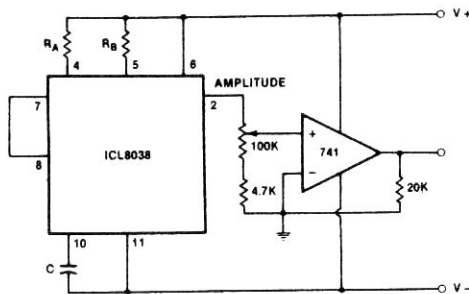 V +
RA
RB
4
5
6
AMPLITUDE
7
2
+
ICL8038
100K
741
8
−
4.7K
20K
10
11
C
V −